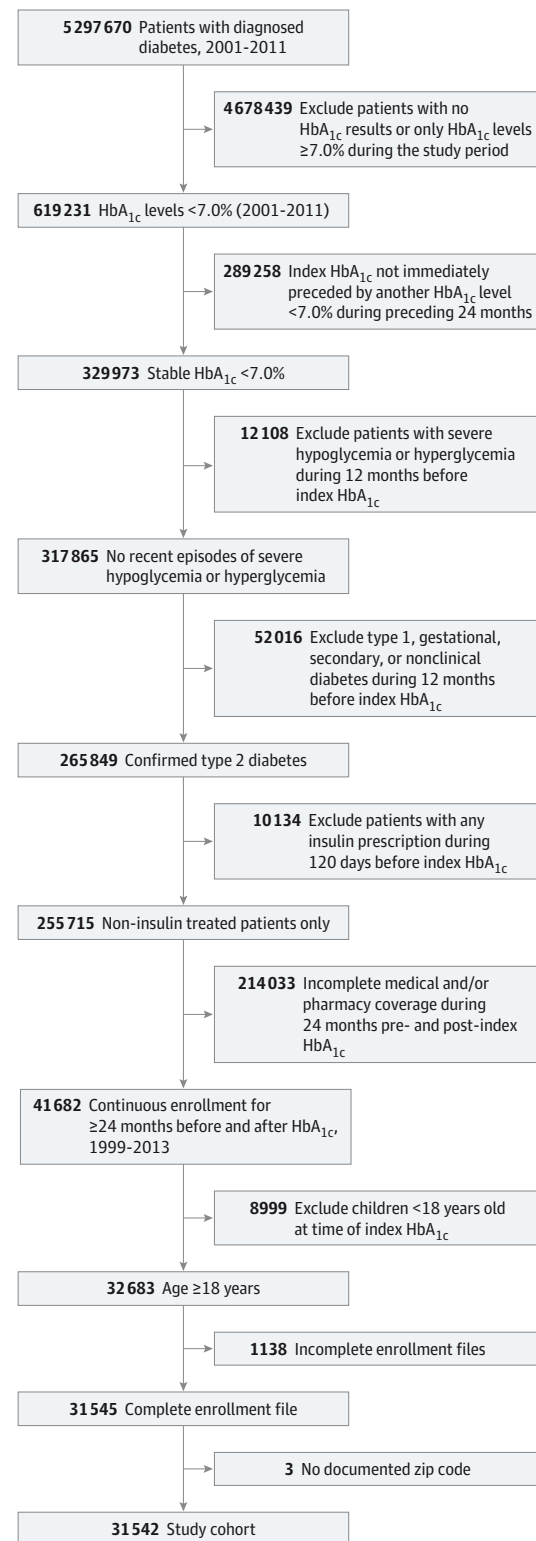 5297670 Patients with diagnosed
diabetes, 2001-2011
4678439 Exclude patients with no
HbA1c results or only HbA1c levels
≥7.0% during the study period
619231 HbA1c levels <7.0% (2001-2011)
289258 Index HbA1c not immediately
preceded by another HbA1c level
<7.0% during preceding 24 months
329973 Stable HbA1c <7.0%
12108 Exclude patients with severe
hypoglycemia or hyperglycemia
during 12 months before
index HbA1c
317865 No recent episodes of severe
hypoglycemia or hyperglycemia
52016 Exclude type 1, gestational,
secondary, or nonclinical
diabetes during 12 months
before index HbA1c
265849 Confirmed type 2 diabetes
10134 Exclude patients with any
insulin prescription during
120 days before index HbA1c
255715 Non-insulin treated patients only
214033 Incomplete medical and/or
pharmacy coverage during
24 months pre- and post-index
HbA1c
41682 Continuous enrollment for
≥24 months before and after HbA1c,
1999-2013
8999 Exclude children <18 years old
at time of index HbA1c
32683 Age ≥18 years
1138 Incomplete enrollment files
31545 Complete enrollment file
3 No documented zip code
31542 Study cohort